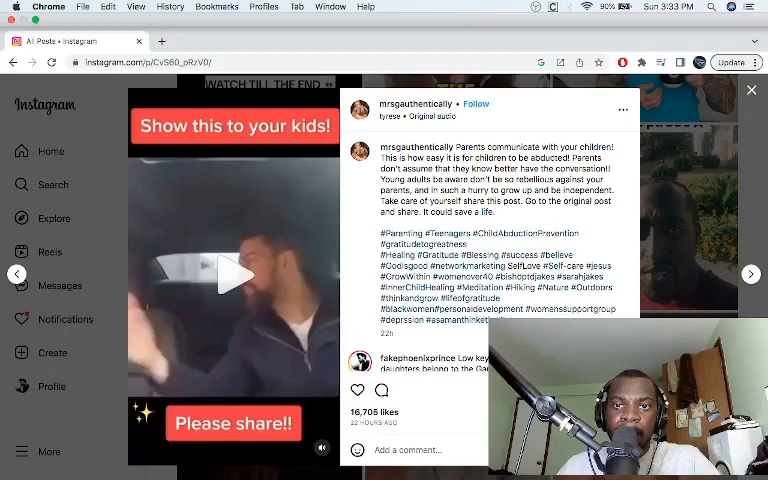 Chrome File Edit View History Bookmarks Profiles Tab Window Help
90% Sun 3:33 PM
All Posts • Instagram
instagram.com/p/CvS60_pRzV0/
Update
WATCH TILL THE END
Instagram
Home
Search
Explore
Reels
Messages
Notifications
Create
Profile
More
Show this to your kids!
Please share!!
mrsgauthentically • Follow
tyrese • Original audio
mrsgauthentically Parents communicate with your children!
This is how easy it is for children to be abducted! Parents
don't assume that they know better have the conversation!!
Young adults be aware don't be so rebellious against your
parents, and in such a hurry to grow up and be independent.
Take care of yourself share this post. Go to the original post
and share. It could save a life.
#Parenting #Teenagers #ChildAbductionPrevention
#gratitudetogreatness
#Healing #Gratitude #Blessing #success #believe
#Godisgood #networkmarketing SelfLove #Self-care #jesus
#GrowWithin #womenover40 #bishoptdjakes #sarahjakes
#InnerChildHealing #Meditation #Hiking #Nature #Outdoors
#thinkandgrow #lifeofgratitude
#blackwomen#personaldevelopment #womenssupportgroup
#deprssion
22h
fakephoenixprince Low key
daughters belong to the
16,705 likes
22 HOURS AGO
Add a comment...